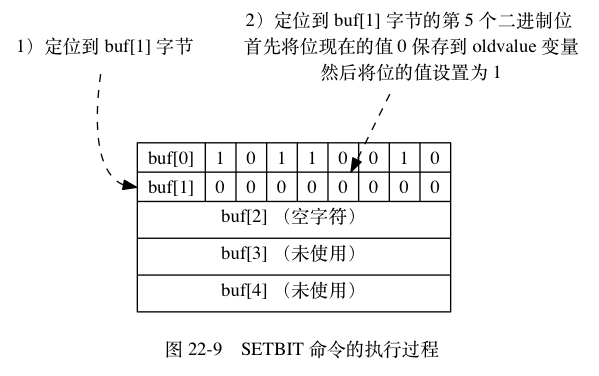 1）定位到 buf[1] 字节
2）定位到 buf[1] 字节的第 5 个二进制位
首先将位现在的值 0 保存到 oldvalue 变量
然后将位的值设置为 1
buf[0] 1 0 1 1 0 0 1 0
buf[1] 0 0 0 0 0 0 0 0
buf[2] （空字符）
buf[3] （未使用）
buf[4] （未使用）
图 22-9 SETBIT 命令的执行过程